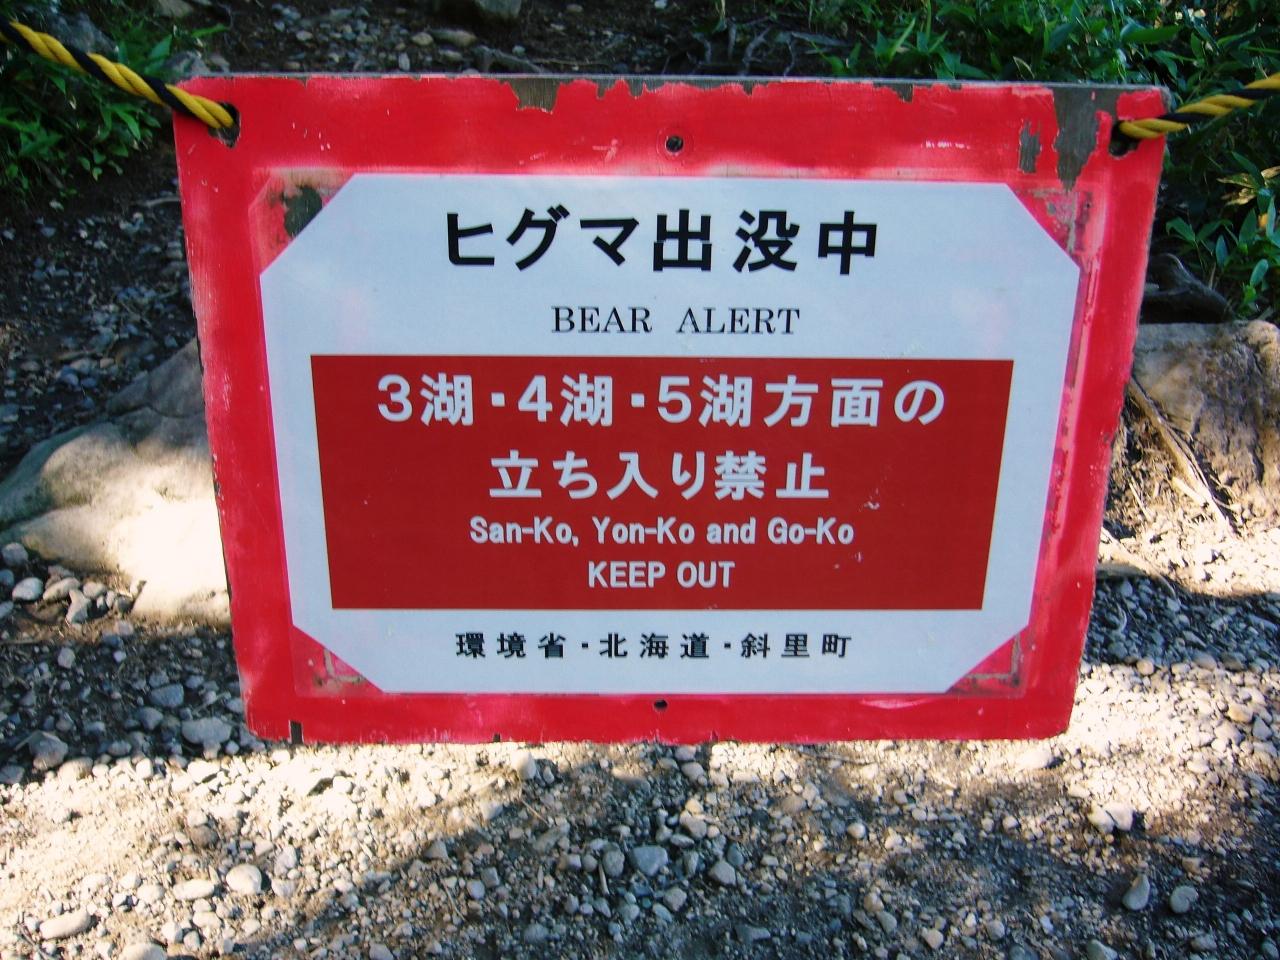 ヒグマ出没中
BEAR ALERT
3湖・4湖・5湖方面の
立ち入り禁止
San-Ko, Yon-Ko and Go-Ko
KEEP OUT
環境省・北海道・斜里町